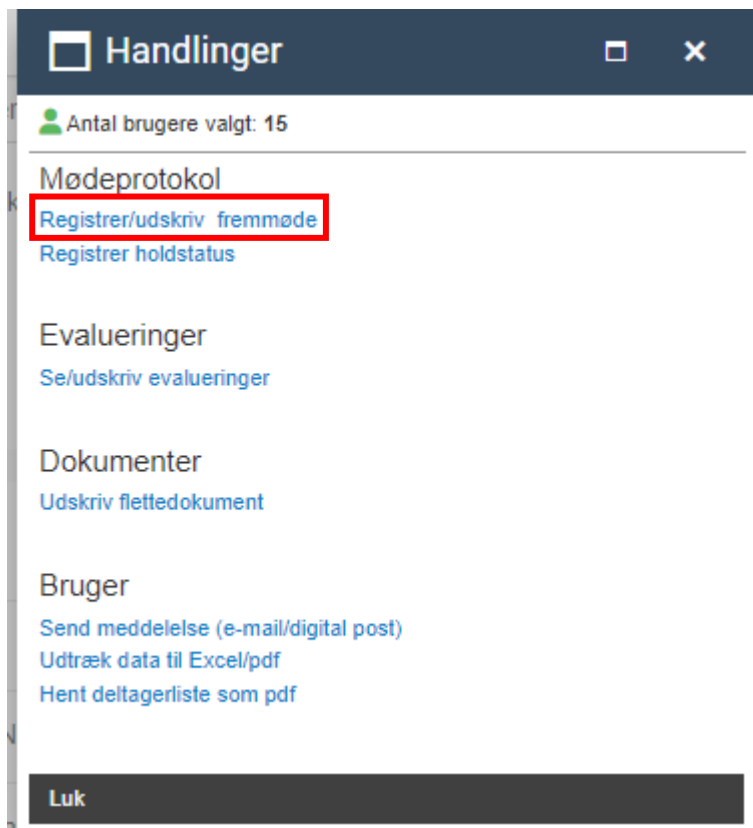 Handlinger
Antal brugere valgt: 15
Mødeprotokol
Registrer/udskriv fremmøde
Registrer holdstatus
Evalueringer
Se/udskriv evalueringer
Dokumenter
Udskriv flettedokument
Bruger
Send meddelelse (e-mail/digital post)
Udtræk data til Excel/pdf
Hent deltagerliste som pdf
Luk